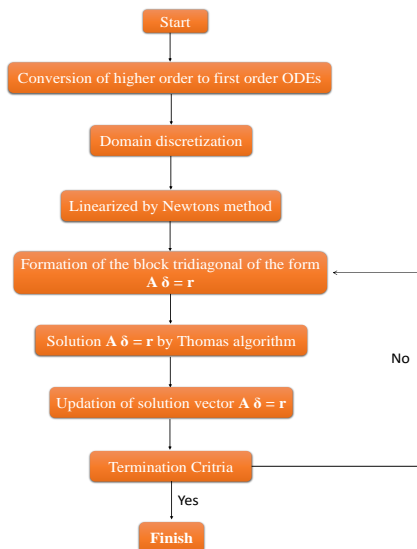 Start
Conversion of higher order to first order ODEs
Domain discretization
Linearized by Newtons method
Formation of the block tridiagonal of the form
A δ = r
Solution A δ = r by Thomas algorithm
No
Updation of solution vector A δ = r
Termination Critria
Yes
Finish